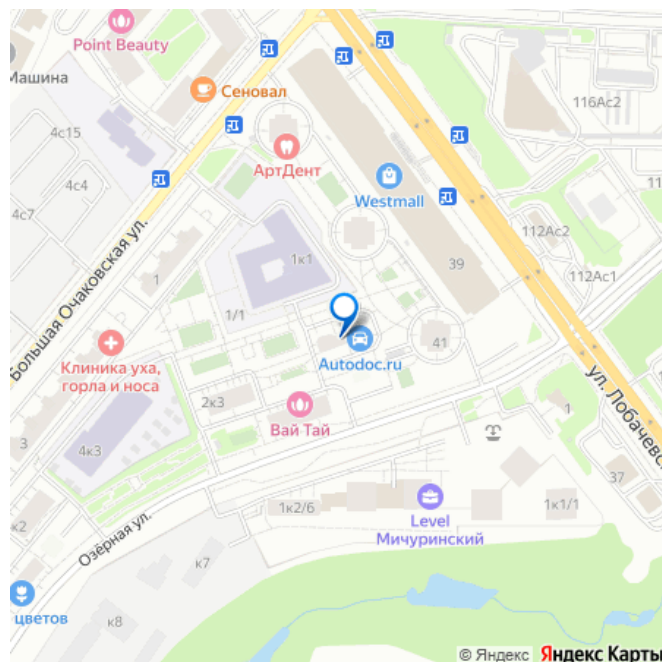 Point Beauty
Машина
Сеновал
116Ас2
4с15
АртДент
4с4
Westmall
4с7
112Ас2
Большая Очаковская ул.
1к1
39
1
112Ас1
1/1
Клиника уха,
горла и носа
Autodoc.ru
41
ул. Лобачевс
2к3
1
Вай Тай
3
4к3
37
к2
1к2/6
Level
Мичуринский
1к1/1
Озёрная ул.
к7
цветов
к8
© Яндекс Яндекс Карты